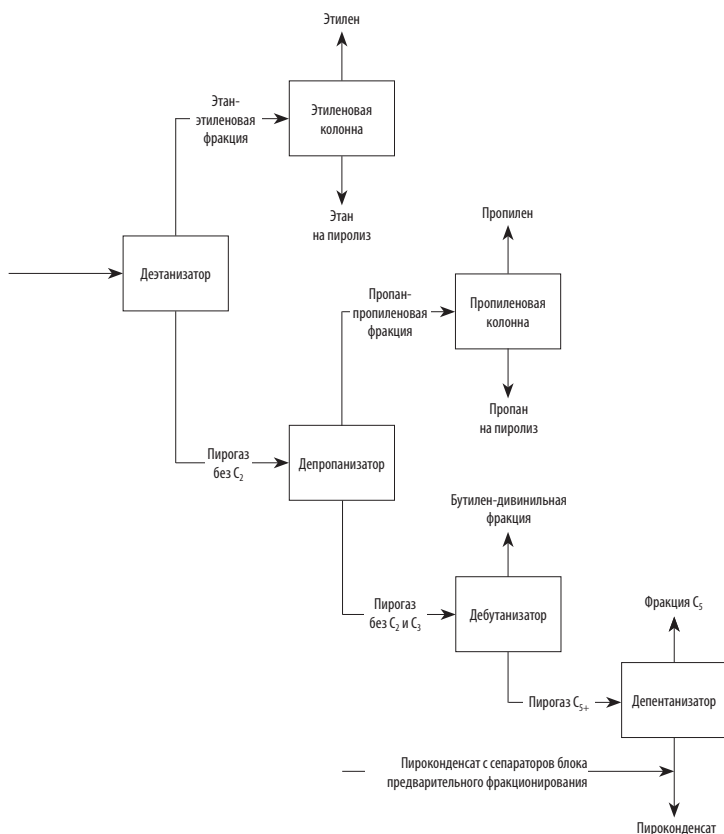 Этилен
Этан-
этиленовая
фракция
Этиленовая
колонна
Этан
на пиролиз
Пропилен
Деэтанизатор
Пропан-
пропиленовая
фракция
Пропиленовая
колонна
Пропан
на пиролиз
Пирогаз
без C₂
Депропанизатор
Бутилен-дивинильная
фракция
Пирогаз
без C₂ и C₃
Дебутанизатор
Фракция C₅
Пирогаз C₅₊
Депентанизатор
Пироконденсат с сепараторов блока
предварительного фракционирования
Пироконденсат